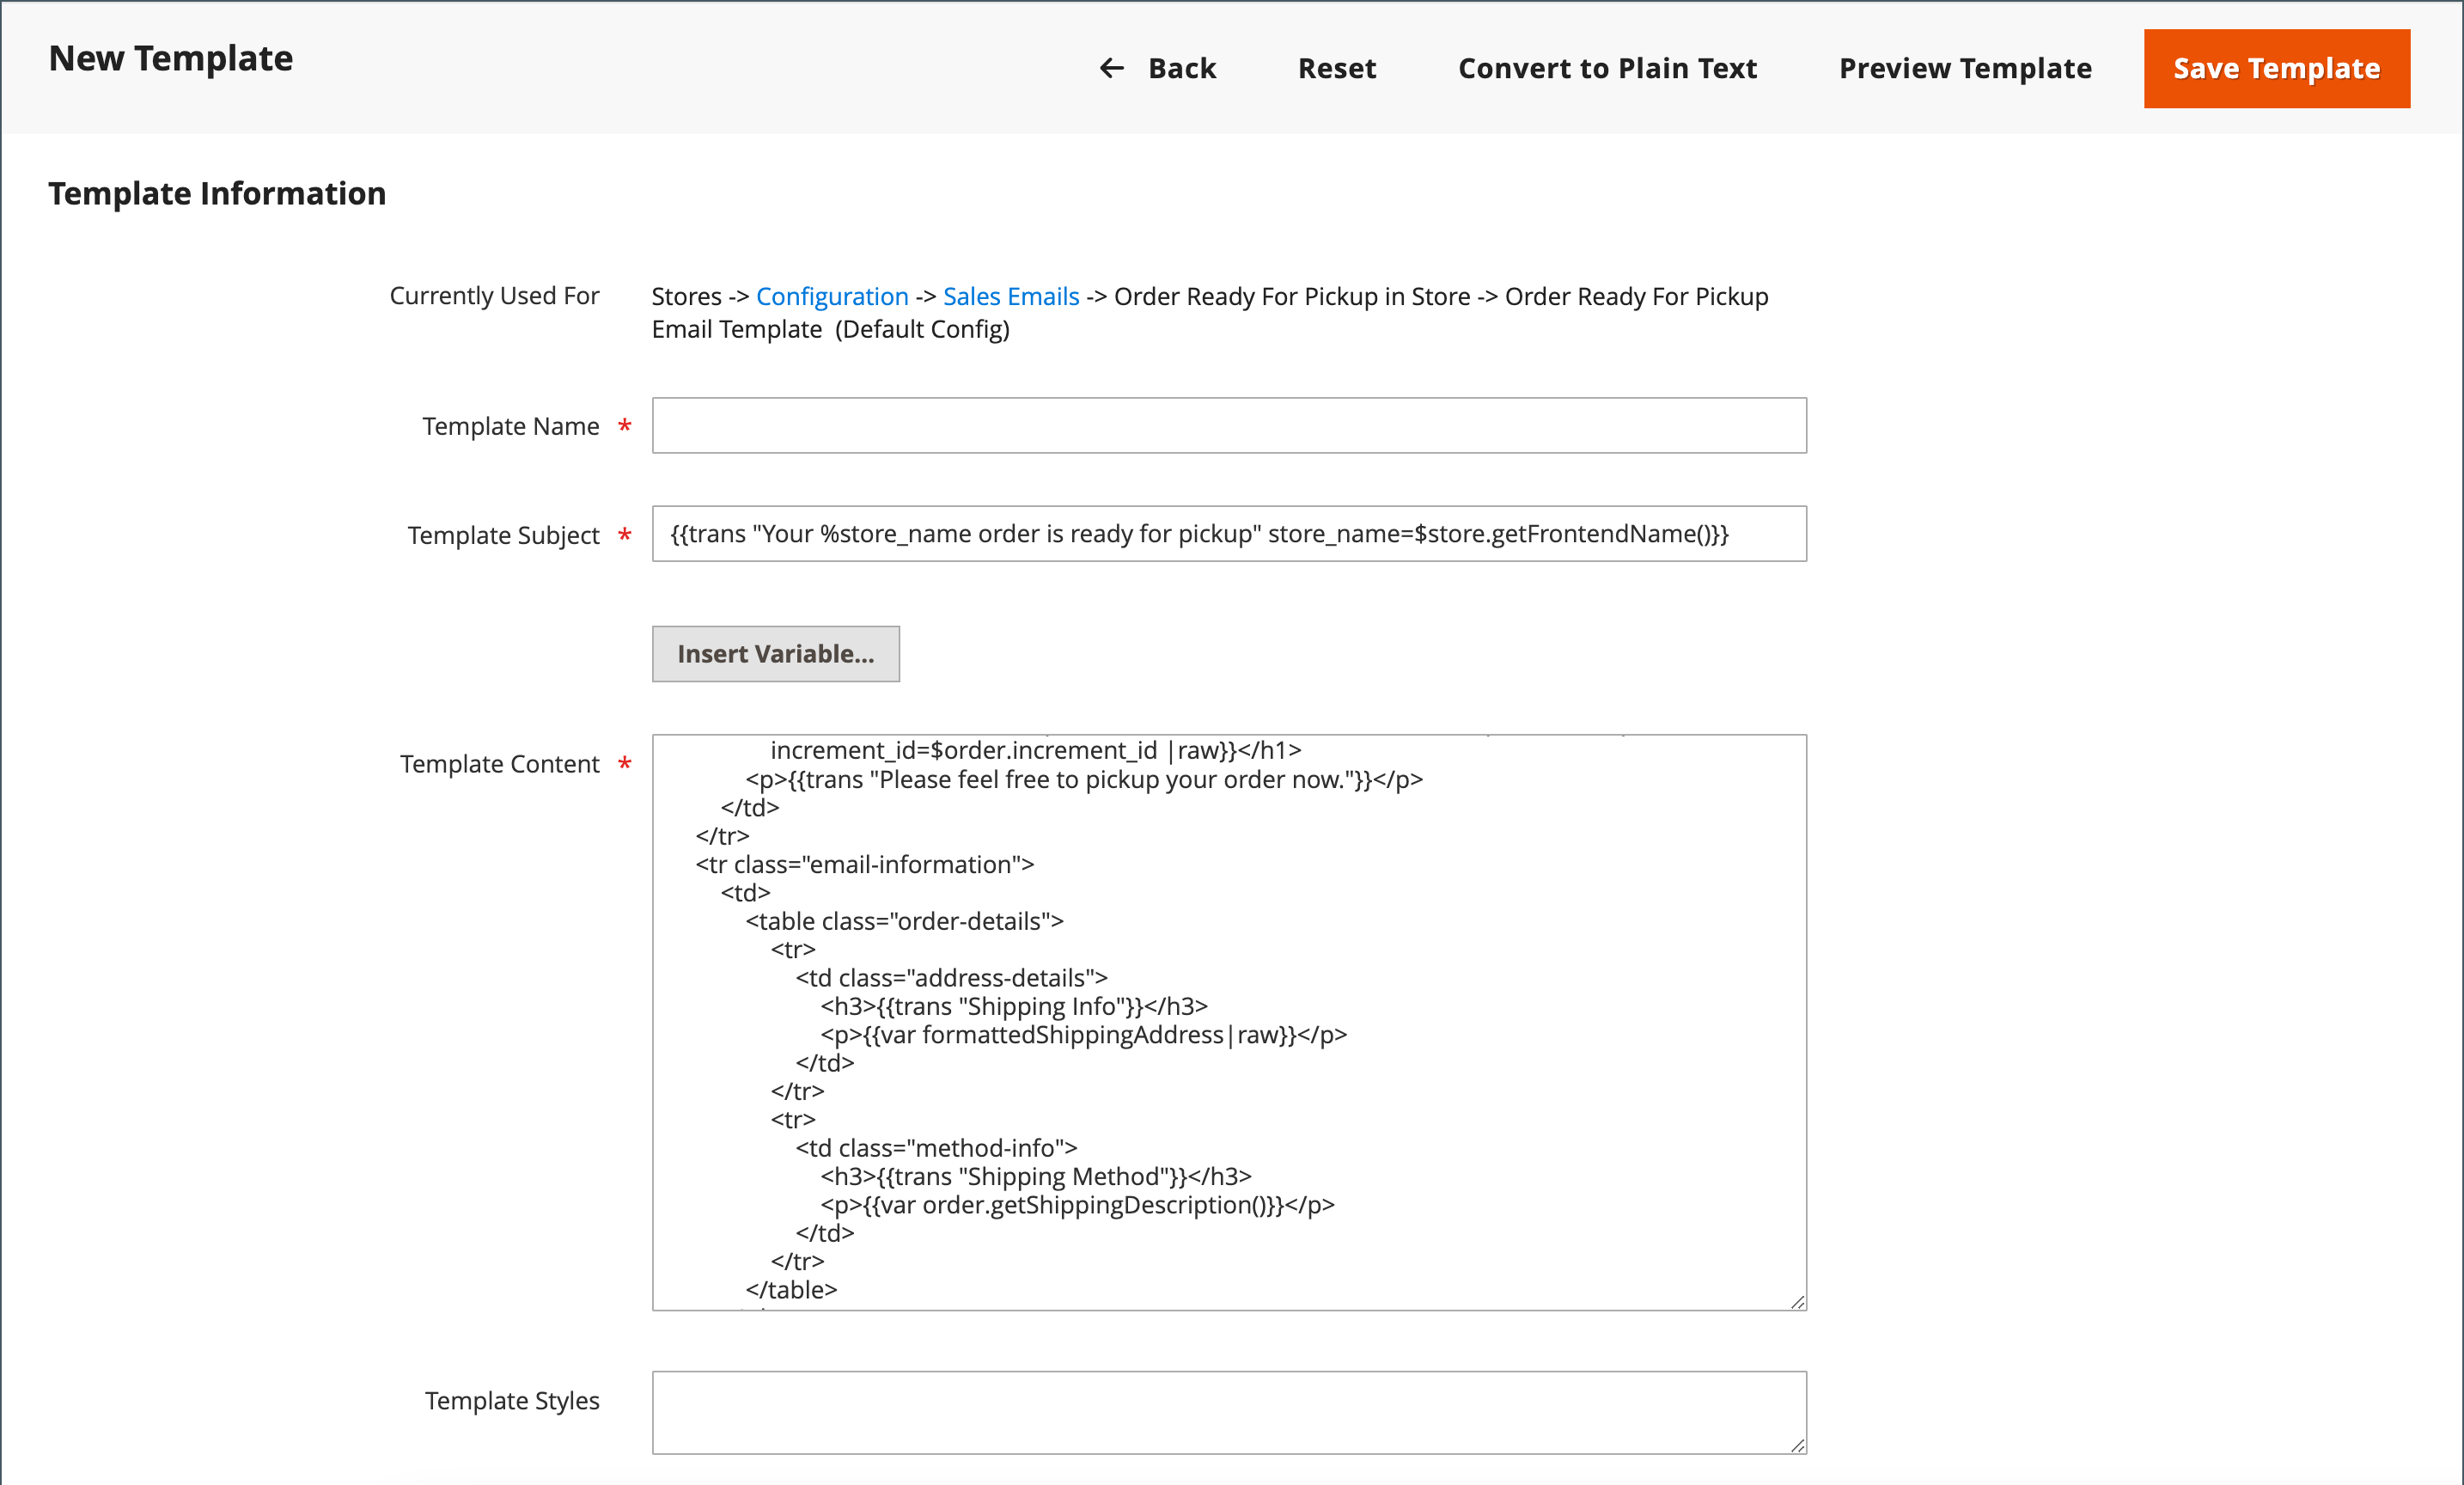 New Template
← Back
Reset
Convert to Plain Text
Preview Template
Save Template
Template Information
Currently Used For
Stores -> Configuration -> Sales Emails -> Order Ready For Pickup in Store -> Order Ready For Pickup
Email Template (Default Config)
Template Name *
Template Subject *
{{trans "Your %store_name order is ready for pickup" store_name=$store.getFrontendName()}}
Insert Variable...
Template Content *
increment_id=$order.increment_id |raw}}</h1>
<p>{{trans "Please feel free to pickup your order now."}}</p>
</td>
</tr>
<tr class="email-information">
<td>
<table class="order-details">
<tr>
<td class="address-details">
<h3>{{trans "Shipping Info"}}</h3>
<p>{{var formattedShippingAddress|raw}}</p>
</td>
</tr>
<tr>
<td class="method-info">
<h3>{{trans "Shipping Method"}}</h3>
<p>{{var order.getShippingDescription()}}</p>
</td>
</tr>
</table>
Template Styles